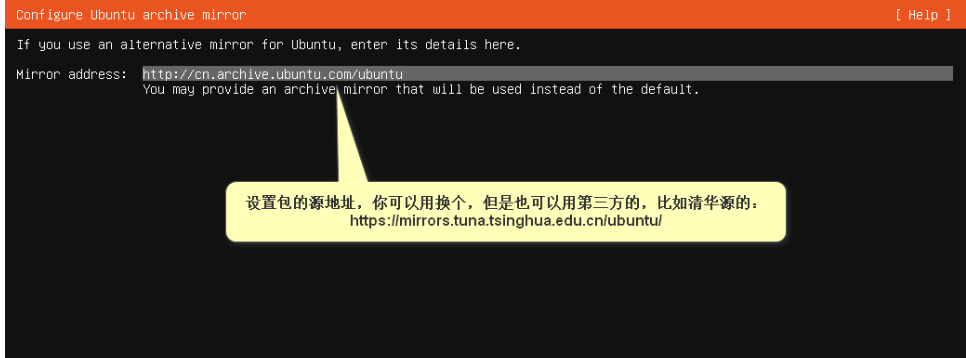 Configure Ubuntu archive mirror [ Help ]
If you use an alternative mirror for Ubuntu, enter its details here.
Mirror address: http://cn.archive.ubuntu.com/ubuntu
You may provide an archive mirror that will be used instead of the default.
设置包的源地址，你可以用换个，但是也可以用第三方的，比如清华源的：
https://mirrors.tuna.tsinghua.edu.cn/ubuntu/